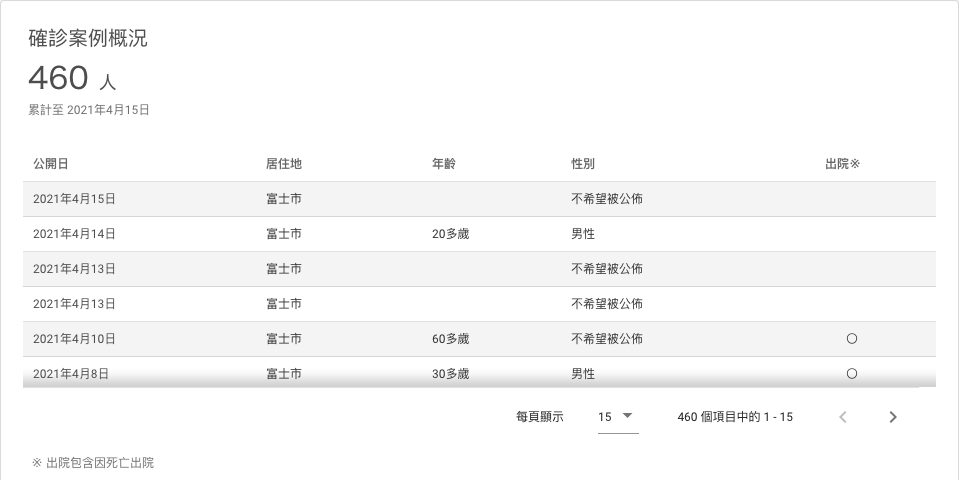 確診案例概況
460 人
累計至 2021年4月15日
公開日 居住地 年齡 性別 出院※
2021年4月15日 富士市 不希望被公佈
2021年4月14日 富士市 20多歲 男性
2021年4月13日 富士市 不希望被公佈
2021年4月13日 富士市 不希望被公佈
2021年4月10日 富士市 60多歲 不希望被公佈 〇
2021年4月8日 富士市 30多歲 男性 〇
每頁顯示 15 460 個項目中的 1 - 15
※ 出院包含因死亡出院